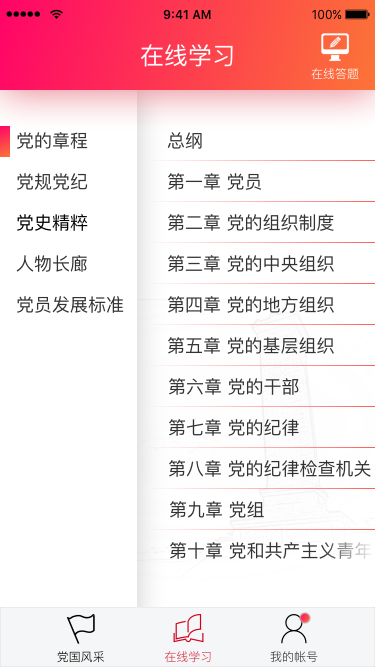 9:41 AM
100%
在线学习
在线答题
党的章程
党规党纪
党史精粹
人物长廊
党员发展标准
总纲
第一章 党员
第二章 党的组织制度
第三章 党的中央组织
第四章 党的地方组织
第五章 党的基层组织
第六章 党的干部
第七章 党的纪律
第八章 党的纪律检查机关
第九章 党组
第十章 党和共产主义青年
党国风采
在线学习
我的帐号